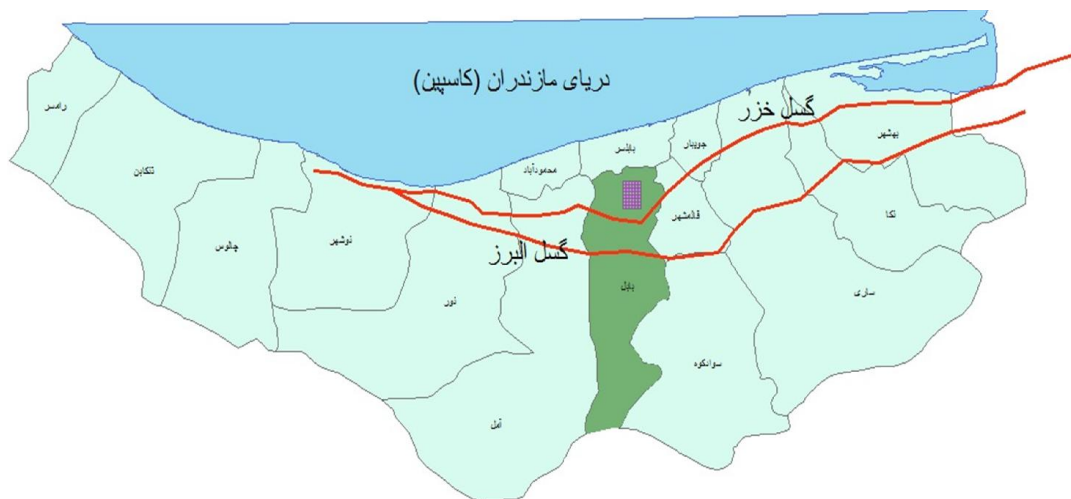 دریای مازندران (کاسپین)
گسل خزر
رامسر
تنکابن
چالوس
نوشهر
نور
محمودآباد
بابلسر
جویبار
بهشهر
قائمشهر
نکا
گسل البرز
بابل
ساری
سوادکوه
آمل